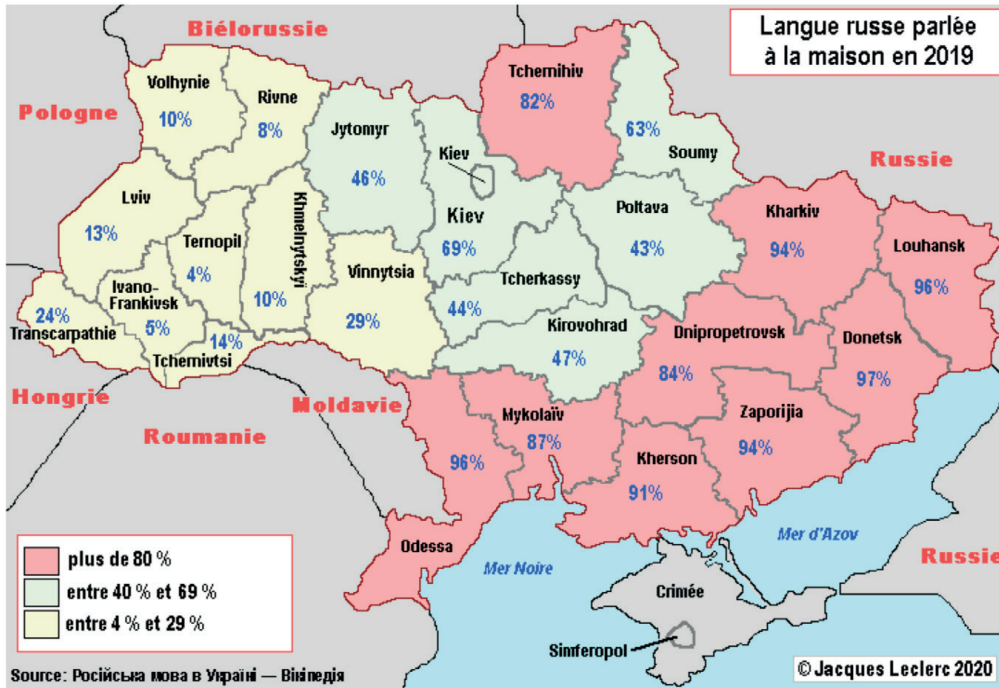 Langue russe parlée
à la maison en 2019
Biélorussie
Pologne
Russie
Hongrie
Roumanie
Moldavie
Russie
Volhynie
10%
Rivne
8%
Jytomyr
46%
Kiev
Kiev
69%
Tchernihiv
82%
63%
Soumy
Lviv
13%
Ternopil
4%
Khmelnytskyi
10%
Vinnytsia
29%
Tcherkassy
44%
Poltava
43%
Kharkiv
94%
Louhansk
96%
Ivano-
Frankivsk
5%
24%
Transcarpathie
14%
Tchernivtsi
Kirovohrad
47%
Dnipropetrovsk
84%
Donetsk
97%
Mykolaïv
87%
96%
Odessa
Kherson
91%
Zaporijia
94%
Mer Noire
Mer d'Azov
Crimée
Simferopol
plus de 80 %
entre 40 % et 69 %
entre 4 % et 29 %
Source: Російська мова в Україні — Вікіпедія
© Jacques Leclerc 2020